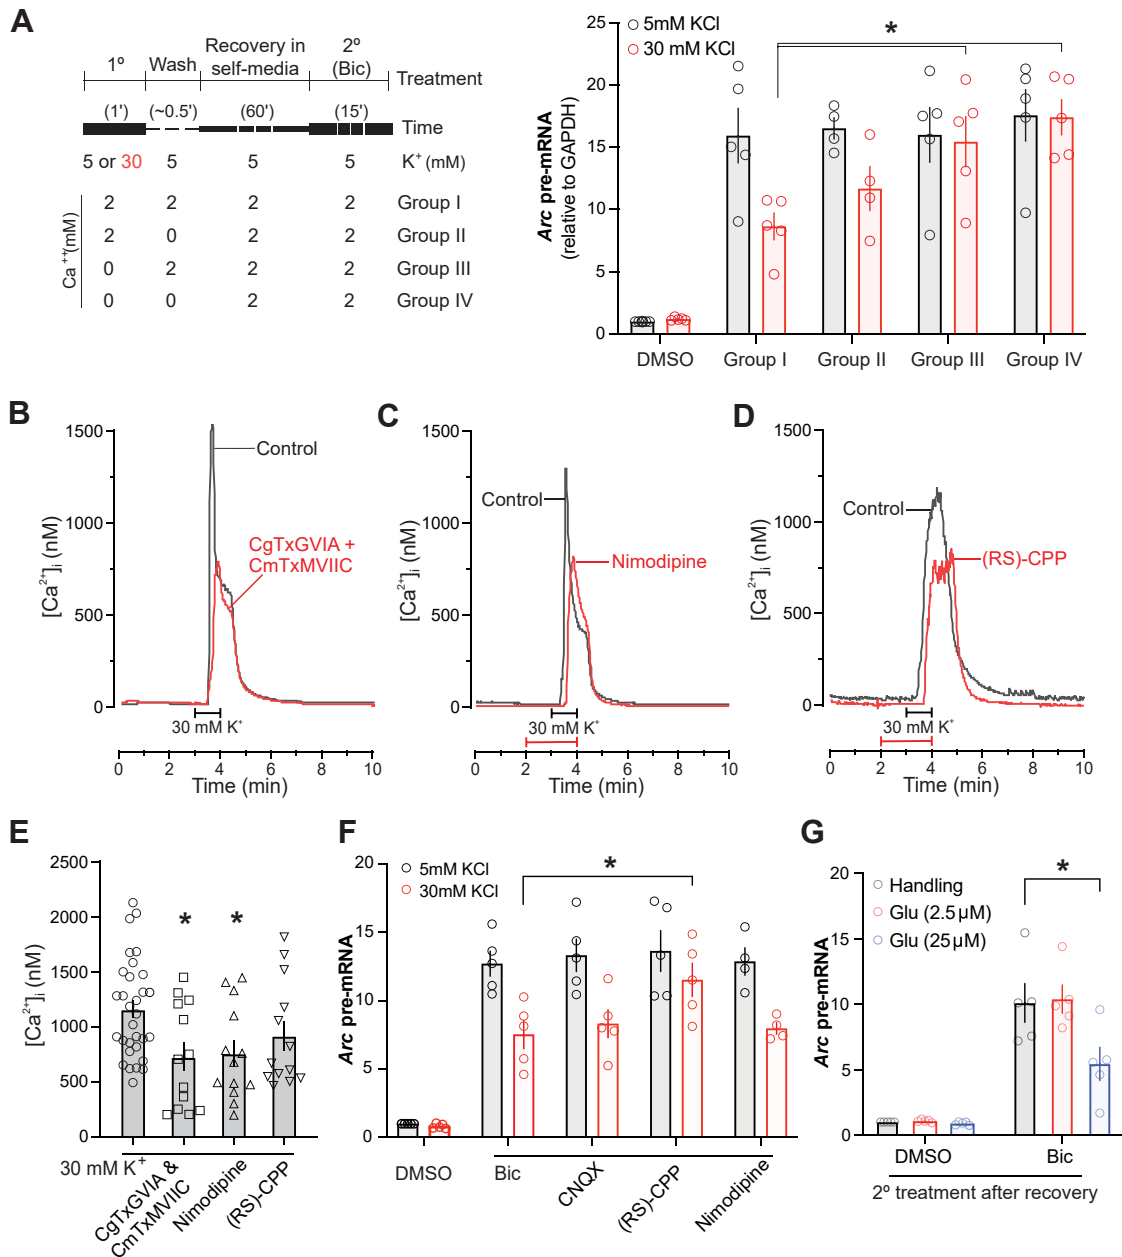 A
1º Wash Recovery in self-media 2º (Bic) Treatment
(1') (~0.5') (60') (15') Time
5 or 30 5 5 5 K⁺ (mM)
2 2 2 2 Group I
2 0 2 2 Group II
0 2 2 2 Group III
0 0 2 2 Group IV
Ca ⁺⁺(mM)
5mM KCl
30 mM KCl
*
Arc pre-mRNA
(relative to GAPDH)
25
20
15
10
5
0
DMSO Group I Group II Group III Group IV
B
[Ca²⁺]i (nM)
1500
1000
500
0
Control
CgTxGVIA +
CmTxMVIIC
30 mM K⁺
0 2 4 6 8 10
Time (min)
C
[Ca²⁺]i (nM)
1500
1000
500
0
Control
Nimodipine
30 mM K⁺
0 2 4 6 8 10
Time (min)
D
[Ca²⁺]i (nM)
1500
1000
500
0
Control
(RS)-CPP
30 mM K⁺
0 2 4 6 8 10
Time (min)
E
[Ca²⁺]i (nM)
2500
2000
1500
1000
500
0
* *
30 mM K⁺
CgTxGVIA &
CmTxMVIIC
Nimodipine
(RS)-CPP
F
5mM KCl
30mM KCl
*
Arc pre-mRNA
20
15
10
5
0
DMSO
Bic
CNQX
(RS)-CPP
Nimodipine
G
Handling
Glu (2.5µM)
Glu (25µM)
*
Arc pre-mRNA
20
15
10
5
0
DMSO Bic
2º treatment after recovery